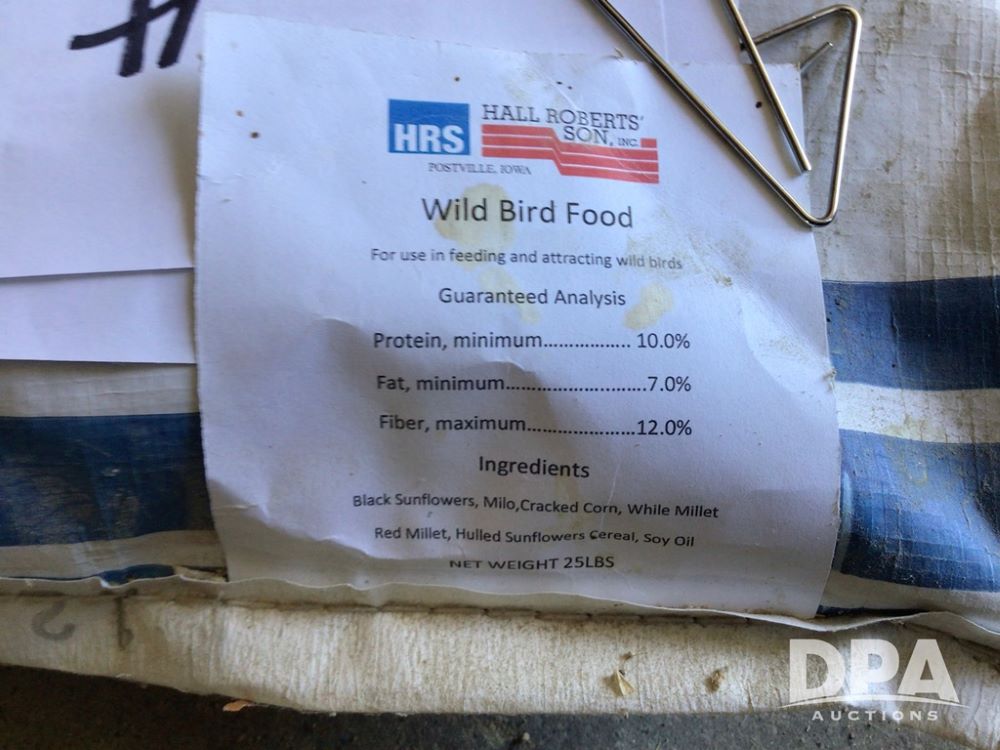 HRS
HALL ROBERTS'
SON, INC.
POSTVILLE, IOWA
Wild Bird Food
For use in feeding and attracting wild birds
Guaranteed Analysis
Protein, minimum................. 10.0%
Fat, minimum..........................7.0%
Fiber, maximum....................12.0%
Ingredients
Black Sunflowers, Milo,Cracked Corn, While Millet
Red Millet, Hulled Sunflowers Cereal, Soy Oil
NET WEIGHT 25LBS
DPA
AUCTIONS